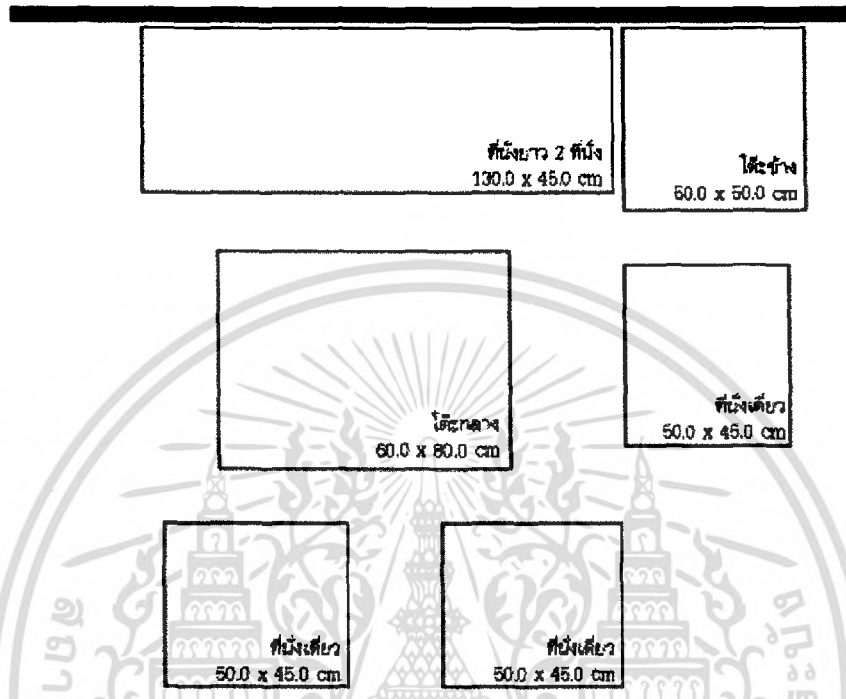 ที่นั่งยาว 2 ที่นั่ง
130.0 x 45.0 cm
โต๊ะข้าง
50.0 x 50.0 cm
โต๊ะกลาง
60.0 x 80.0 cm
ที่นั่งเดี่ยว
50.0 x 45.0 cm
ที่นั่งเดี่ยว
50.0 x 45.0 cm
ที่นั่งเดี่ยว
50.0 x 45.0 cm